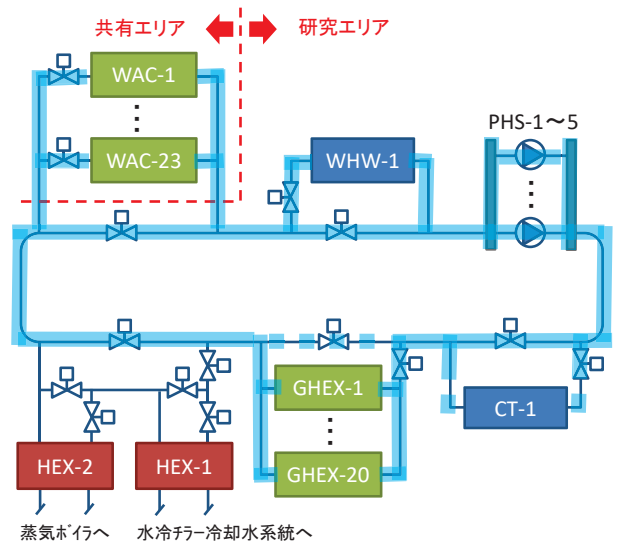 共有エリア
研究エリア
WAC-1
WAC-23
WHW-1
PHS-1〜5
GHEX-1
GHEX-20
CT-1
HEX-2
HEX-1
蒸気ﾎﾞｲﾗへ
水冷ﾁﾗｰ冷却水系統へ